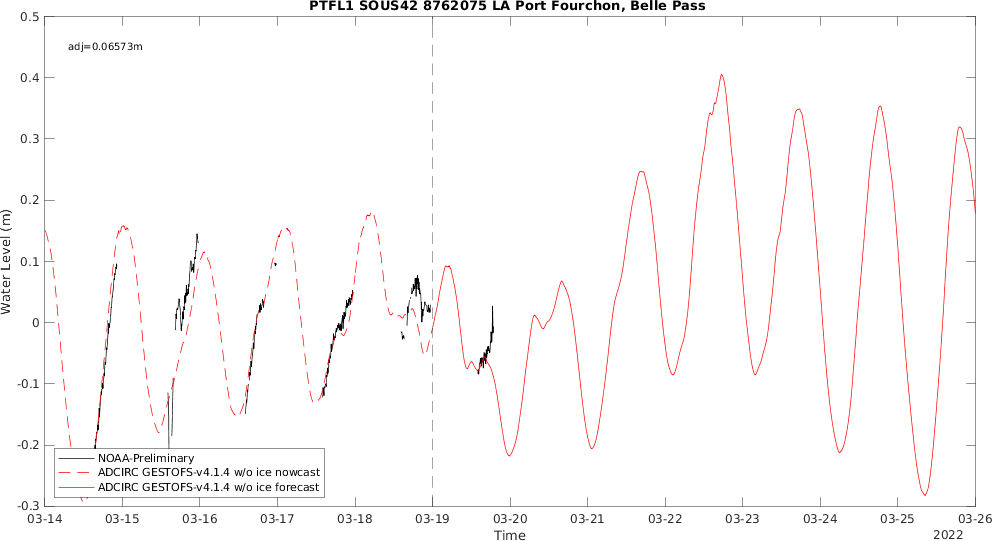 PTFL1 SOUS42 8762075 LA Port Fourchon, Belle Pass
adj=0.06573m
0.5
0.4
0.3
0.2
0.1
0
-0.1
-0.2
-0.3
Water Level (m)
NOAA-Preliminary
ADCIRC GESTOFS-v4.1.4 w/o ice nowcast
ADCIRC GESTOFS-v4.1.4 w/o ice forecast
03-14 03-15 03-16 03-17 03-18 03-19 03-20 03-21 03-22 03-23 03-24 03-25 03-26
Time
2022